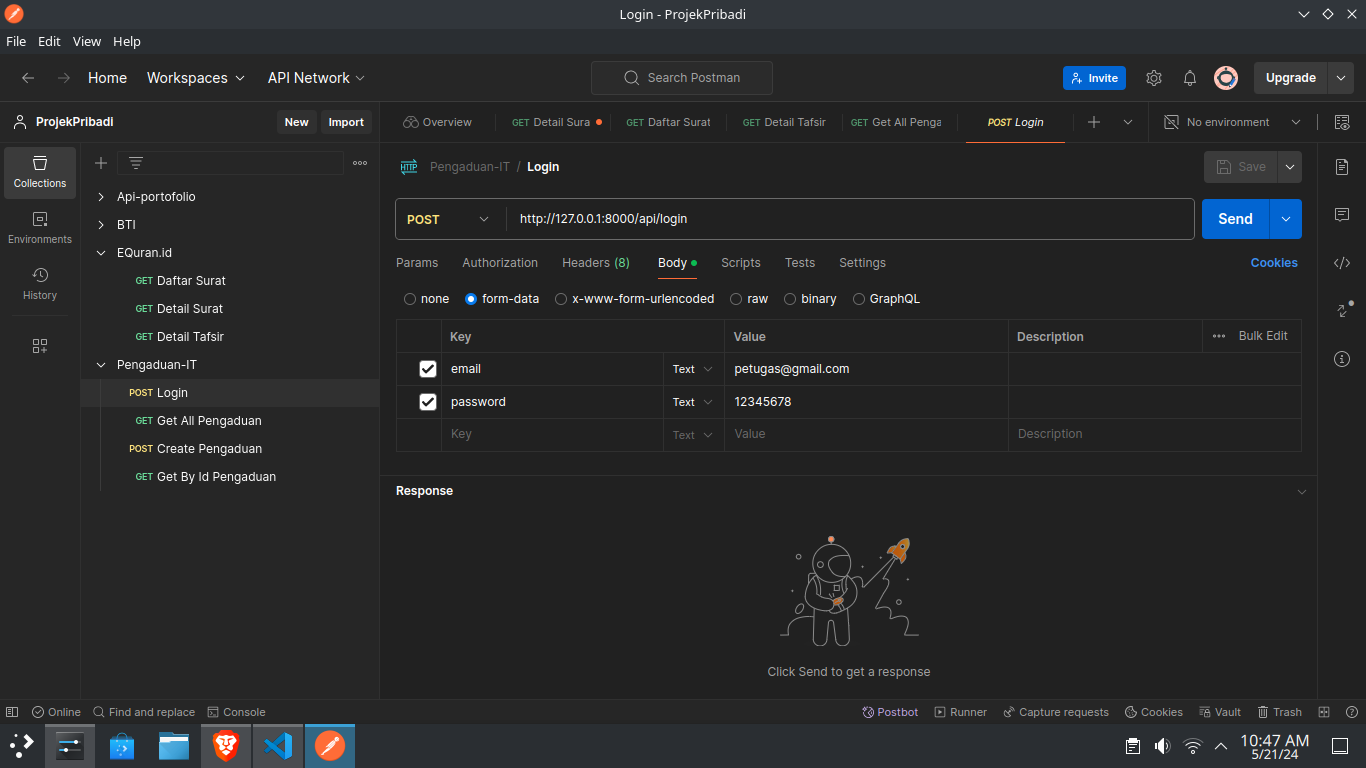 Login - ProjekPribadi
File Edit View Help
Home Workspaces API Network Search Postman Invite Upgrade
ProjekPribadi New Import
Overview GET Detail Sura GET Daftar Surat GET Detail Tafsir GET Get All Penga POST Login No environment
Collections
Environments
History
Api-portofolio
BTI
EQuran.id
GET Daftar Surat
GET Detail Surat
GET Detail Tafsir
Pengaduan-IT
POST Login
GET Get All Pengaduan
POST Create Pengaduan
GET Get By Id Pengaduan
HTTP Pengaduan-IT / Login Save
POST http://127.0.0.1:8000/api/login Send
Params Authorization Headers (8) Body Scripts Tests Settings Cookies
none form-data x-www-form-urlencoded raw binary GraphQL
Key Value Description Bulk Edit
email Text petugas@gmail.com
password Text 12345678
Key Text Value Description
Response
Click Send to get a response
Online Find and replace Console Postbot Runner Capture requests Cookies Vault Trash
10:47 AM
5/21/24